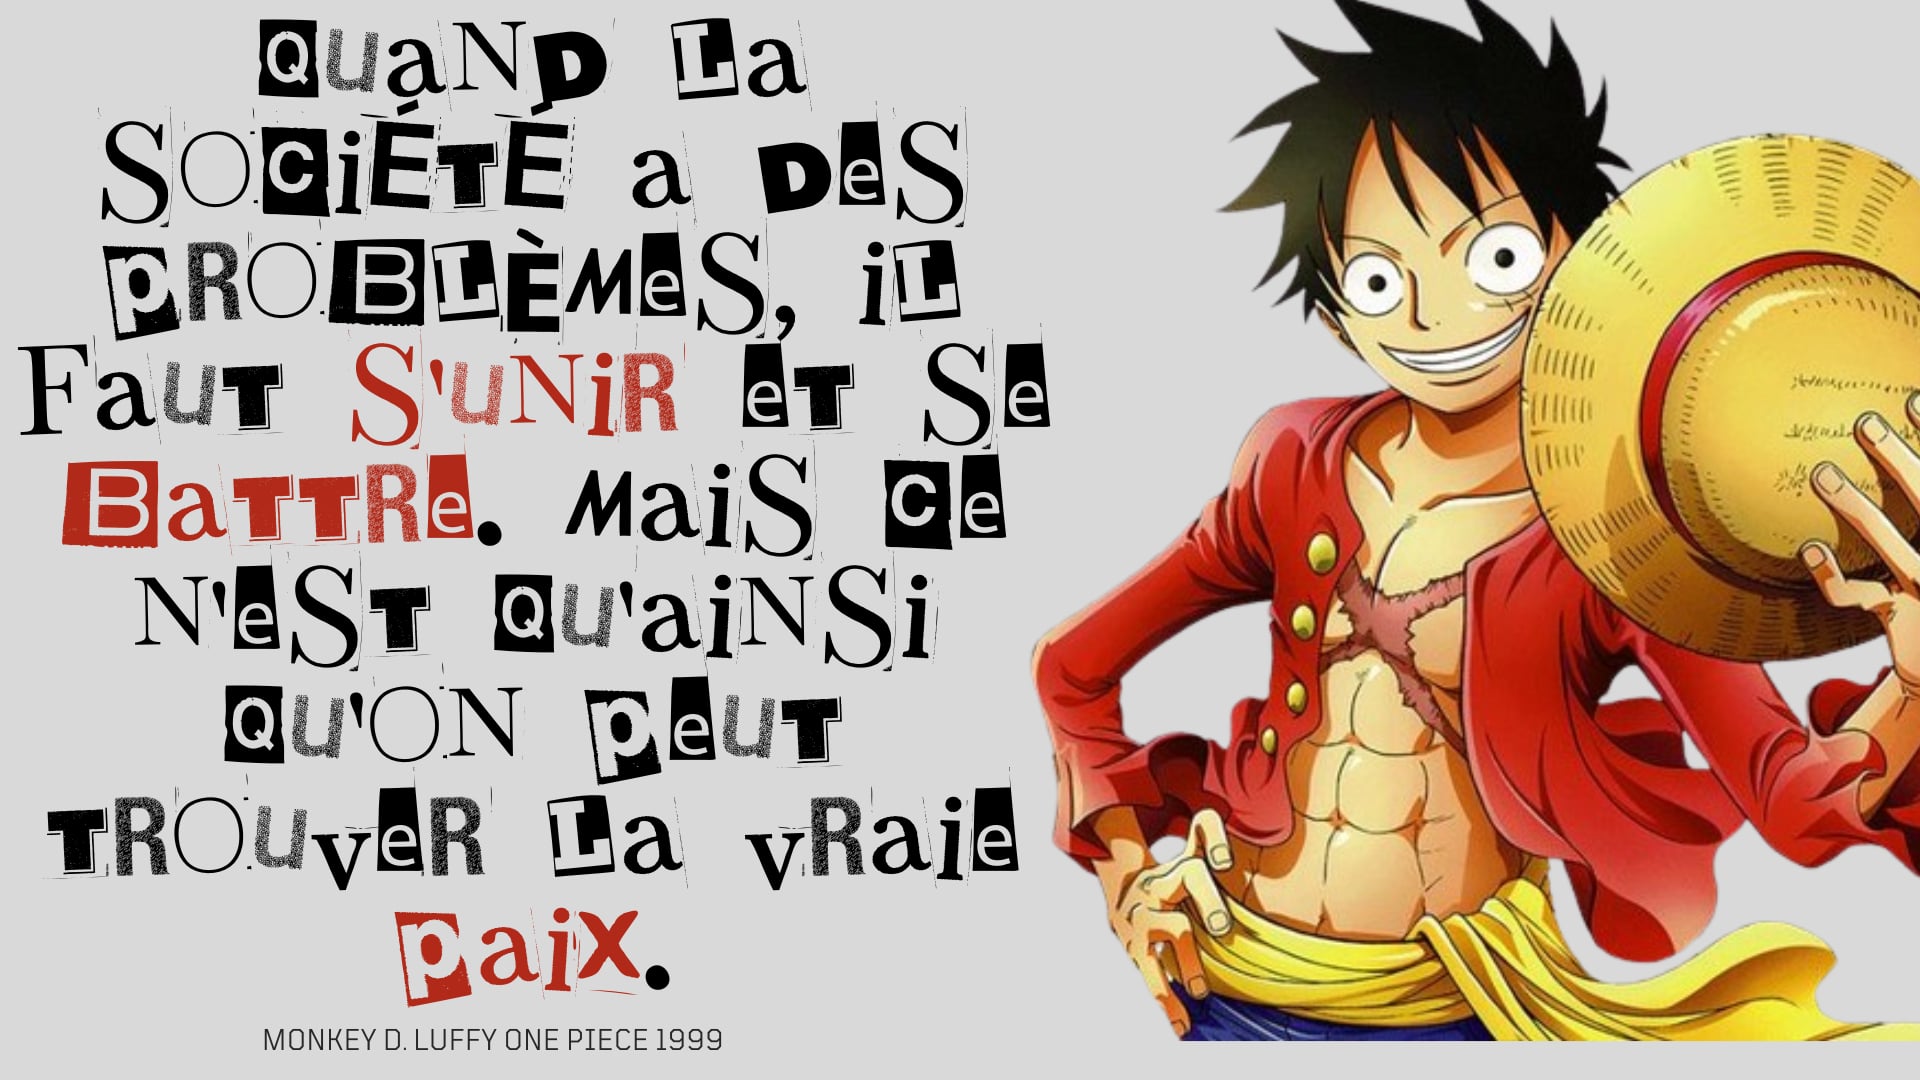 QUAND LA
SOCIÉTÉ A DES
PROBLÈMES, IL
FAUT S'UNIR ET SE
BATTRE. MAIS CE
N'EST QU'AINSI
QU'ON PEUT
TROUVER LA VRAIE
PAIX.
MONKEY D. LUFFY ONE PIECE 1999